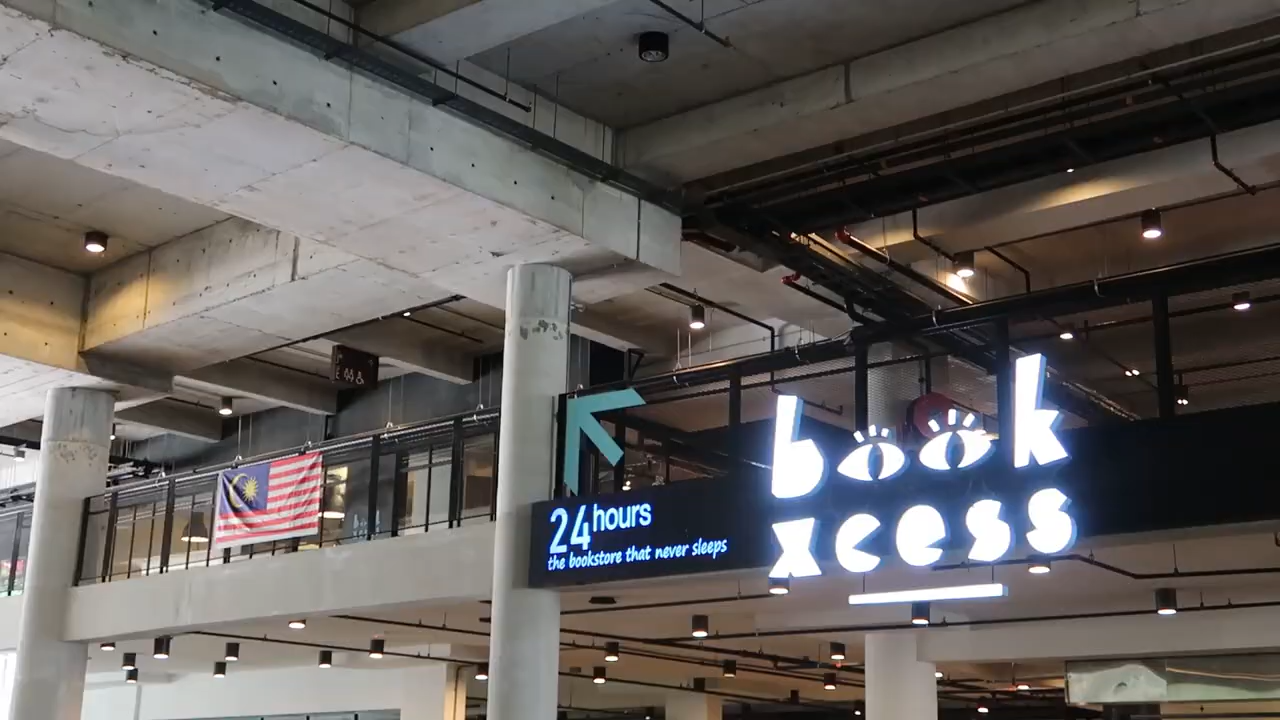 24 hours
the bookstore that never sleeps
book
xcess